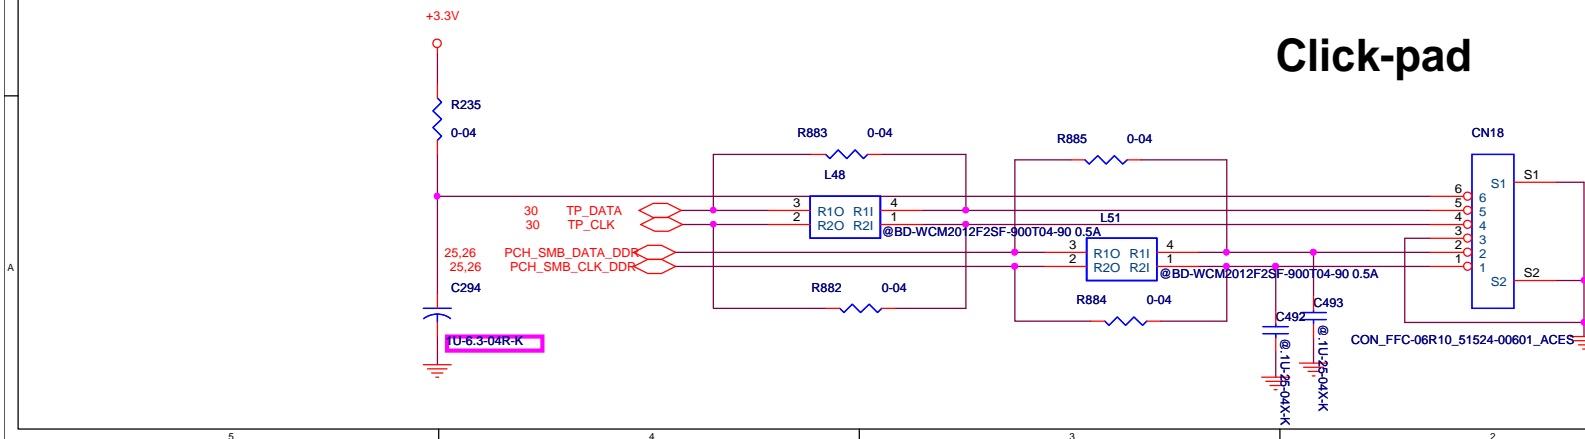 +3.3V
Click-pad
R235
0-04
R883 0-04
R885 0-04
CN18
L48
S1
S1
6
6
3 R1O R1I 4
5
5
30 TP_DATA
2 R2O R2I 1
4
4
30 TP_CLK
L51
@BD-WCM2012F2SF-900T04-90 0.5A
3
3
25,26 PCH_SMB_DATA_DDR
3 R1O R1I 4
2
2
25,26 PCH_SMB_CLK_DDR
2 R2O R2I 1
1
1
@BD-WCM2012F2SF-900T04-90 0.5A
S2
S2
A
C294
R882 0-04
R884 0-04
C493
C492
1U-6.3-04R-K
@.1U-25-04X-K
@.1U-25-04X-K
CON_FFC-06R10_51524-00601_ACES
5 4 3 2